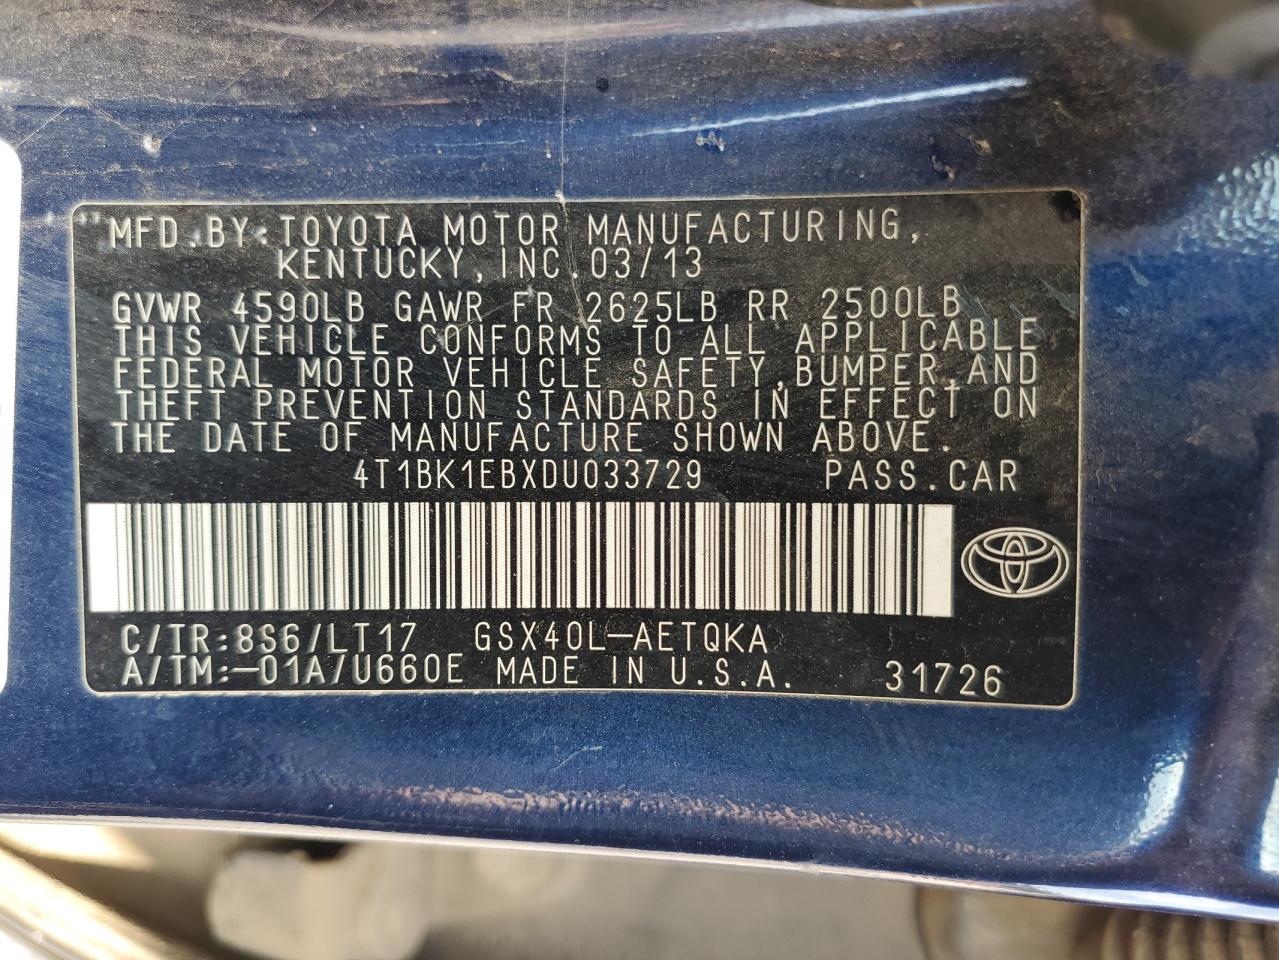 MFD.BY:TOYOTA MOTOR MANUFACTURING,
KENTUCKY,INC.03/13
GVWR 4590LB GAWR FR 2625LB RR 2500LB
THIS VEHICLE CONFORMS TO ALL APPLICABLE
FEDERAL MOTOR VEHICLE SAFETY,BUMPER,AND
THEFT PREVENTION STANDARDS IN EFFECT ON
THE DATE OF MANUFACTURE SHOWN ABOVE.
4T1BK1EBXDU033729 PASS.CAR
C/TR:8S6/LT17 GSX40L-AETQKA
A/TM:-01A/U660E MADE IN U.S.A. 31726